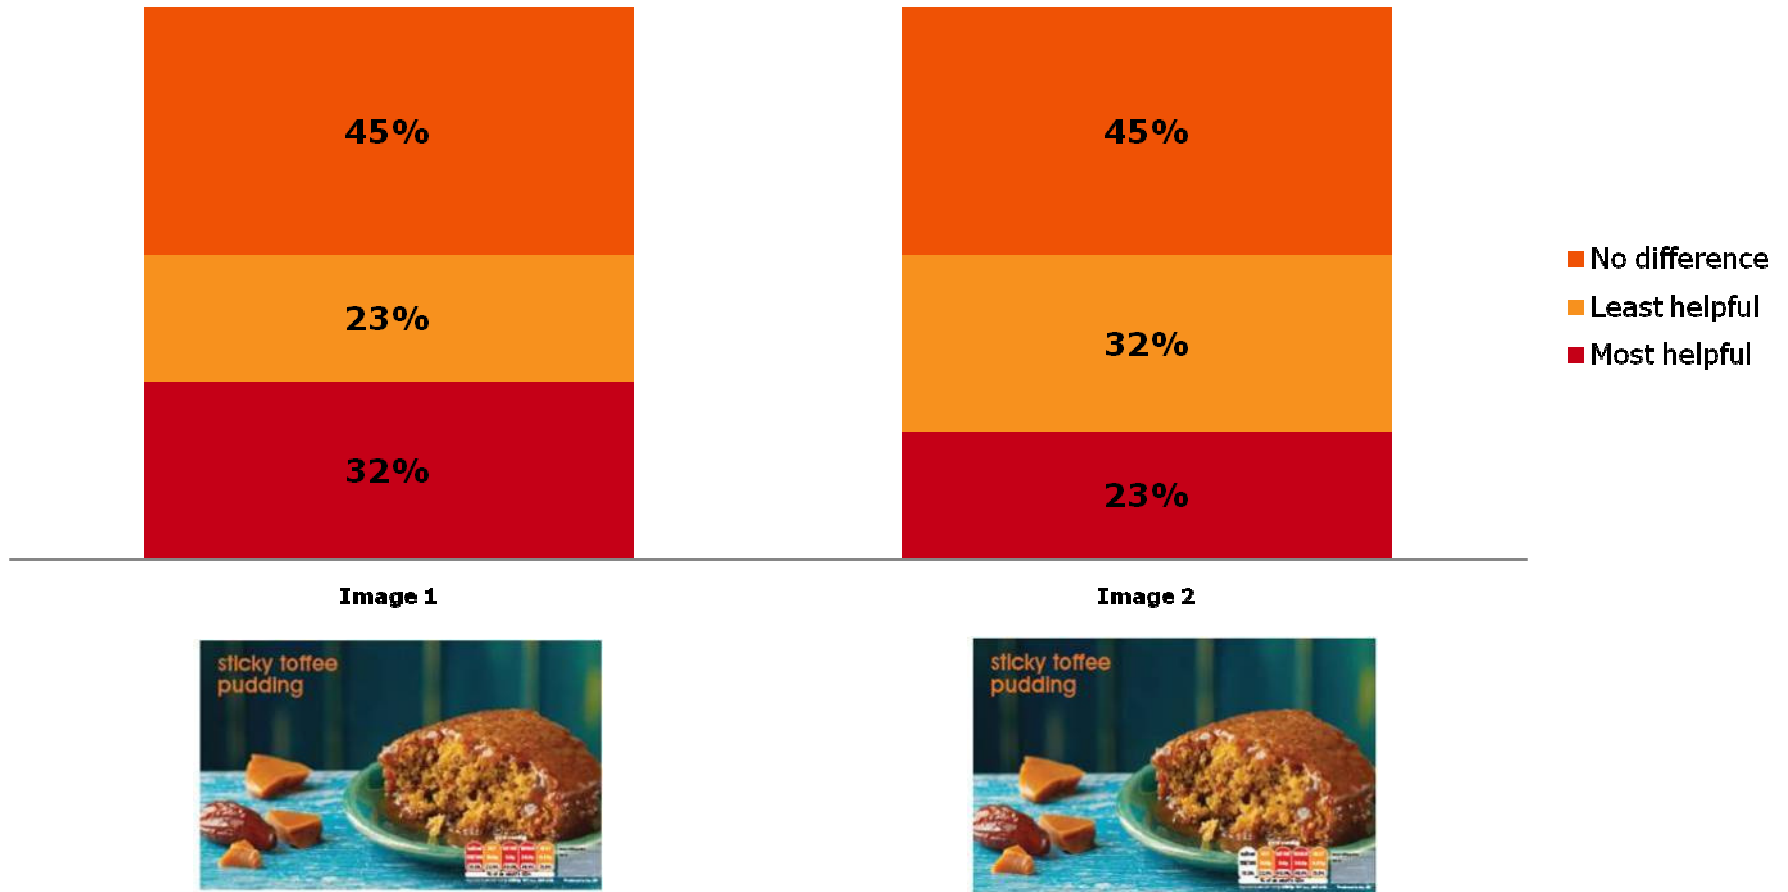 45%
45%
23%
32%
32%
23%
No difference
Least helpful
Most helpful
Image 1
Image 2
sticky toffee
pudding
sticky toffee
pudding